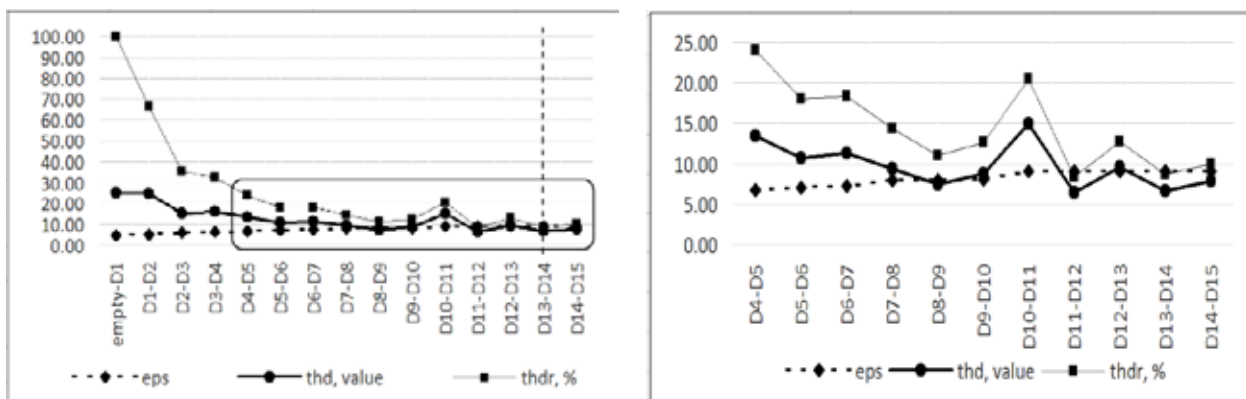 100.00
90.00
80.00
70.00
60.00
50.00
40.00
30.00
20.00
10.00
0.00
empty-D1
D1-D2
D2-D3
D3-D4
D4-D5
D5-D6
D6-D7
D7-D8
D8-D9
D9-D10
D10-D11
D11-D12
D12-D13
D13-D14
D14-D15
eps thd, value thdr, %
25.00
20.00
15.00
10.00
5.00
0.00
D4-D5
D5-D6
D6-D7
D7-D8
D8-D9
D9-D10
D10-D11
D11-D12
D12-D13
D13-D14
D14-D15
eps thd, value thdr, %